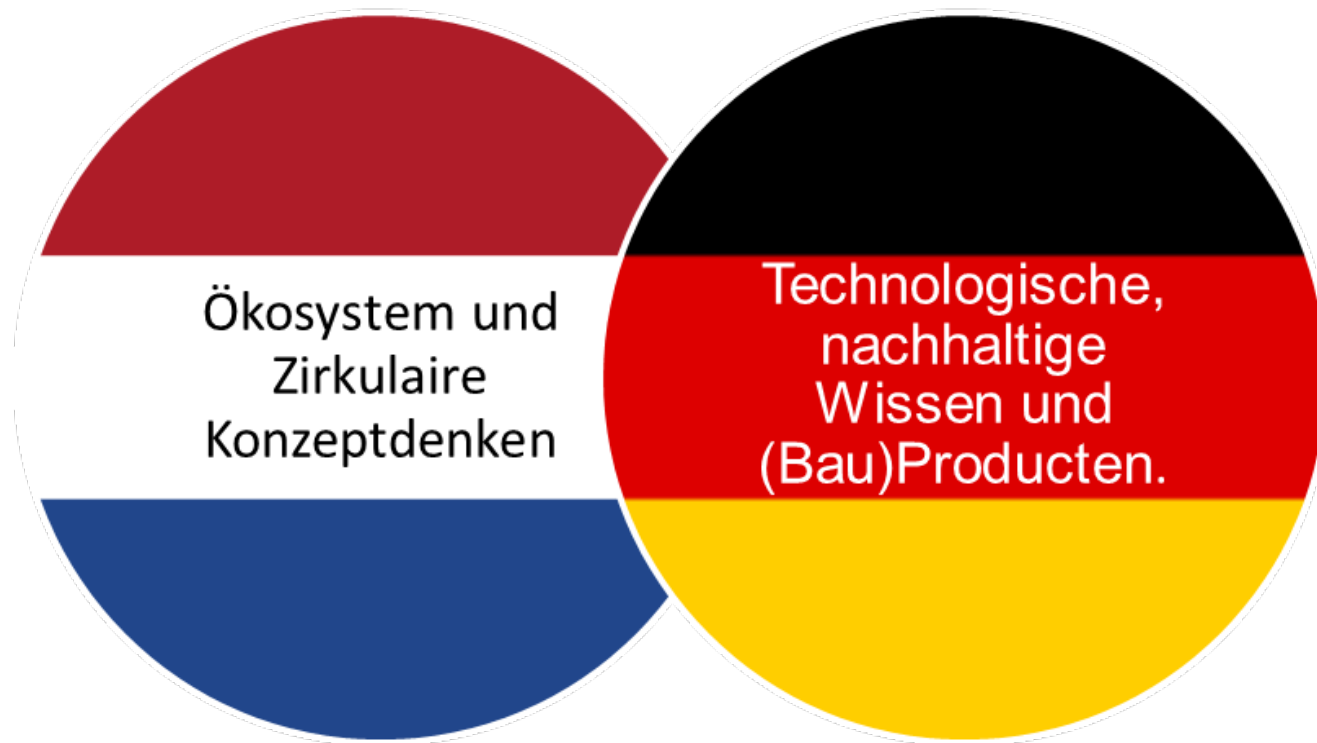 Ökosystem und
Zirkulaire
Konzeptdenken
Technologische,
nachhaltige
Wissen und
(Bau)Producten.